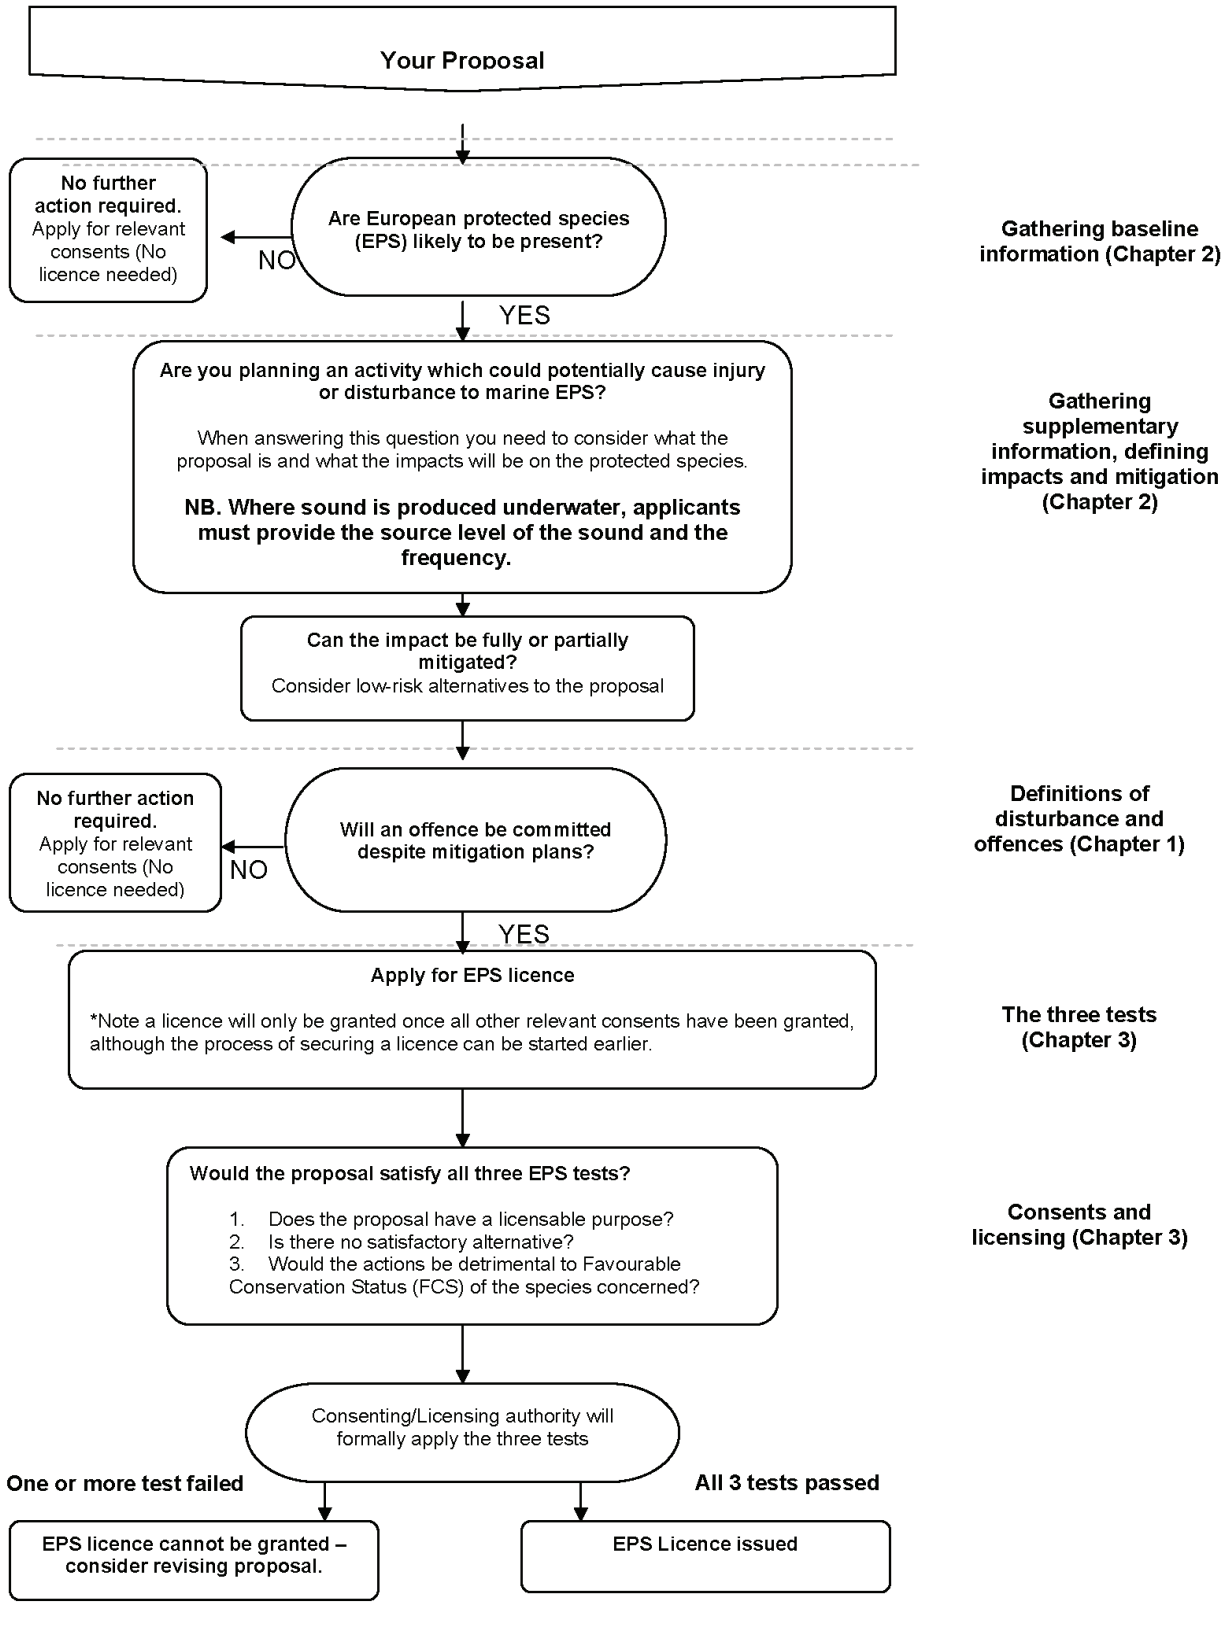 Your Proposal
No further
action required.
Apply for relevant
consents (No
licence needed)
Are European protected species
(EPS) likely to be present?
NO
Gathering baseline
information (Chapter 2)
YES
Are you planning an activity which could potentially cause injury
or disturbance to marine EPS?
When answering this question you need to consider what the
proposal is and what the impacts will be on the protected species.
NB. Where sound is produced underwater, applicants
must provide the source level of the sound and the
frequency.
Gathering
supplementary
information, defining
impacts and mitigation
(Chapter 2)
Can the impact be fully or partially
mitigated?
Consider low-risk alternatives to the proposal
No further action
required.
Apply for relevant
consents (No
licence needed)
NO
Will an offence be committed
despite mitigation plans?
Definitions of
disturbance and
offences (Chapter 1)
YES
Apply for EPS licence
*Note a licence will only be granted once all other relevant consents have been granted,
although the process of securing a licence can be started earlier.
The three tests
(Chapter 3)
Would the proposal satisfy all three EPS tests?
1. Does the proposal have a licensable purpose?
2. Is there no satisfactory alternative?
3. Would the actions be detrimental to Favourable
Conservation Status (FCS) of the species concerned?
Consents and
licensing (Chapter 3)
Consenting/Licensing authority will
formally apply the three tests
One or more test failed
All 3 tests passed
EPS licence cannot be granted –
consider revising proposal.
EPS Licence issued